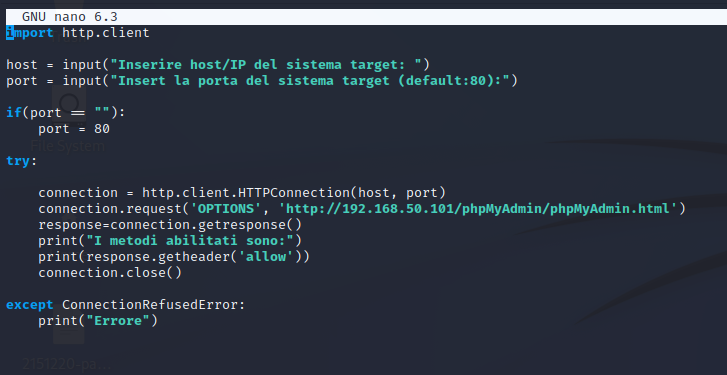 GNU nano 6.3
import http.client
host = input("Inserire host/IP del sistema target: ")
port = input("Insert la porta del sistema target (default:80):")
if(port == ""):
    port = 80
File System
try:
    connection = http.client.HTTPConnection(host, port)
    connection.request('OPTIONS', 'http://192.168.50.101/phpMyAdmin/phpMyAdmin.html')
    response=connection.getresponse()
    print("I metodi abilitati sono:")
    print(response.getheader('allow'))
    connection.close()
except ConnectionRefusedError:
    print("Errore")